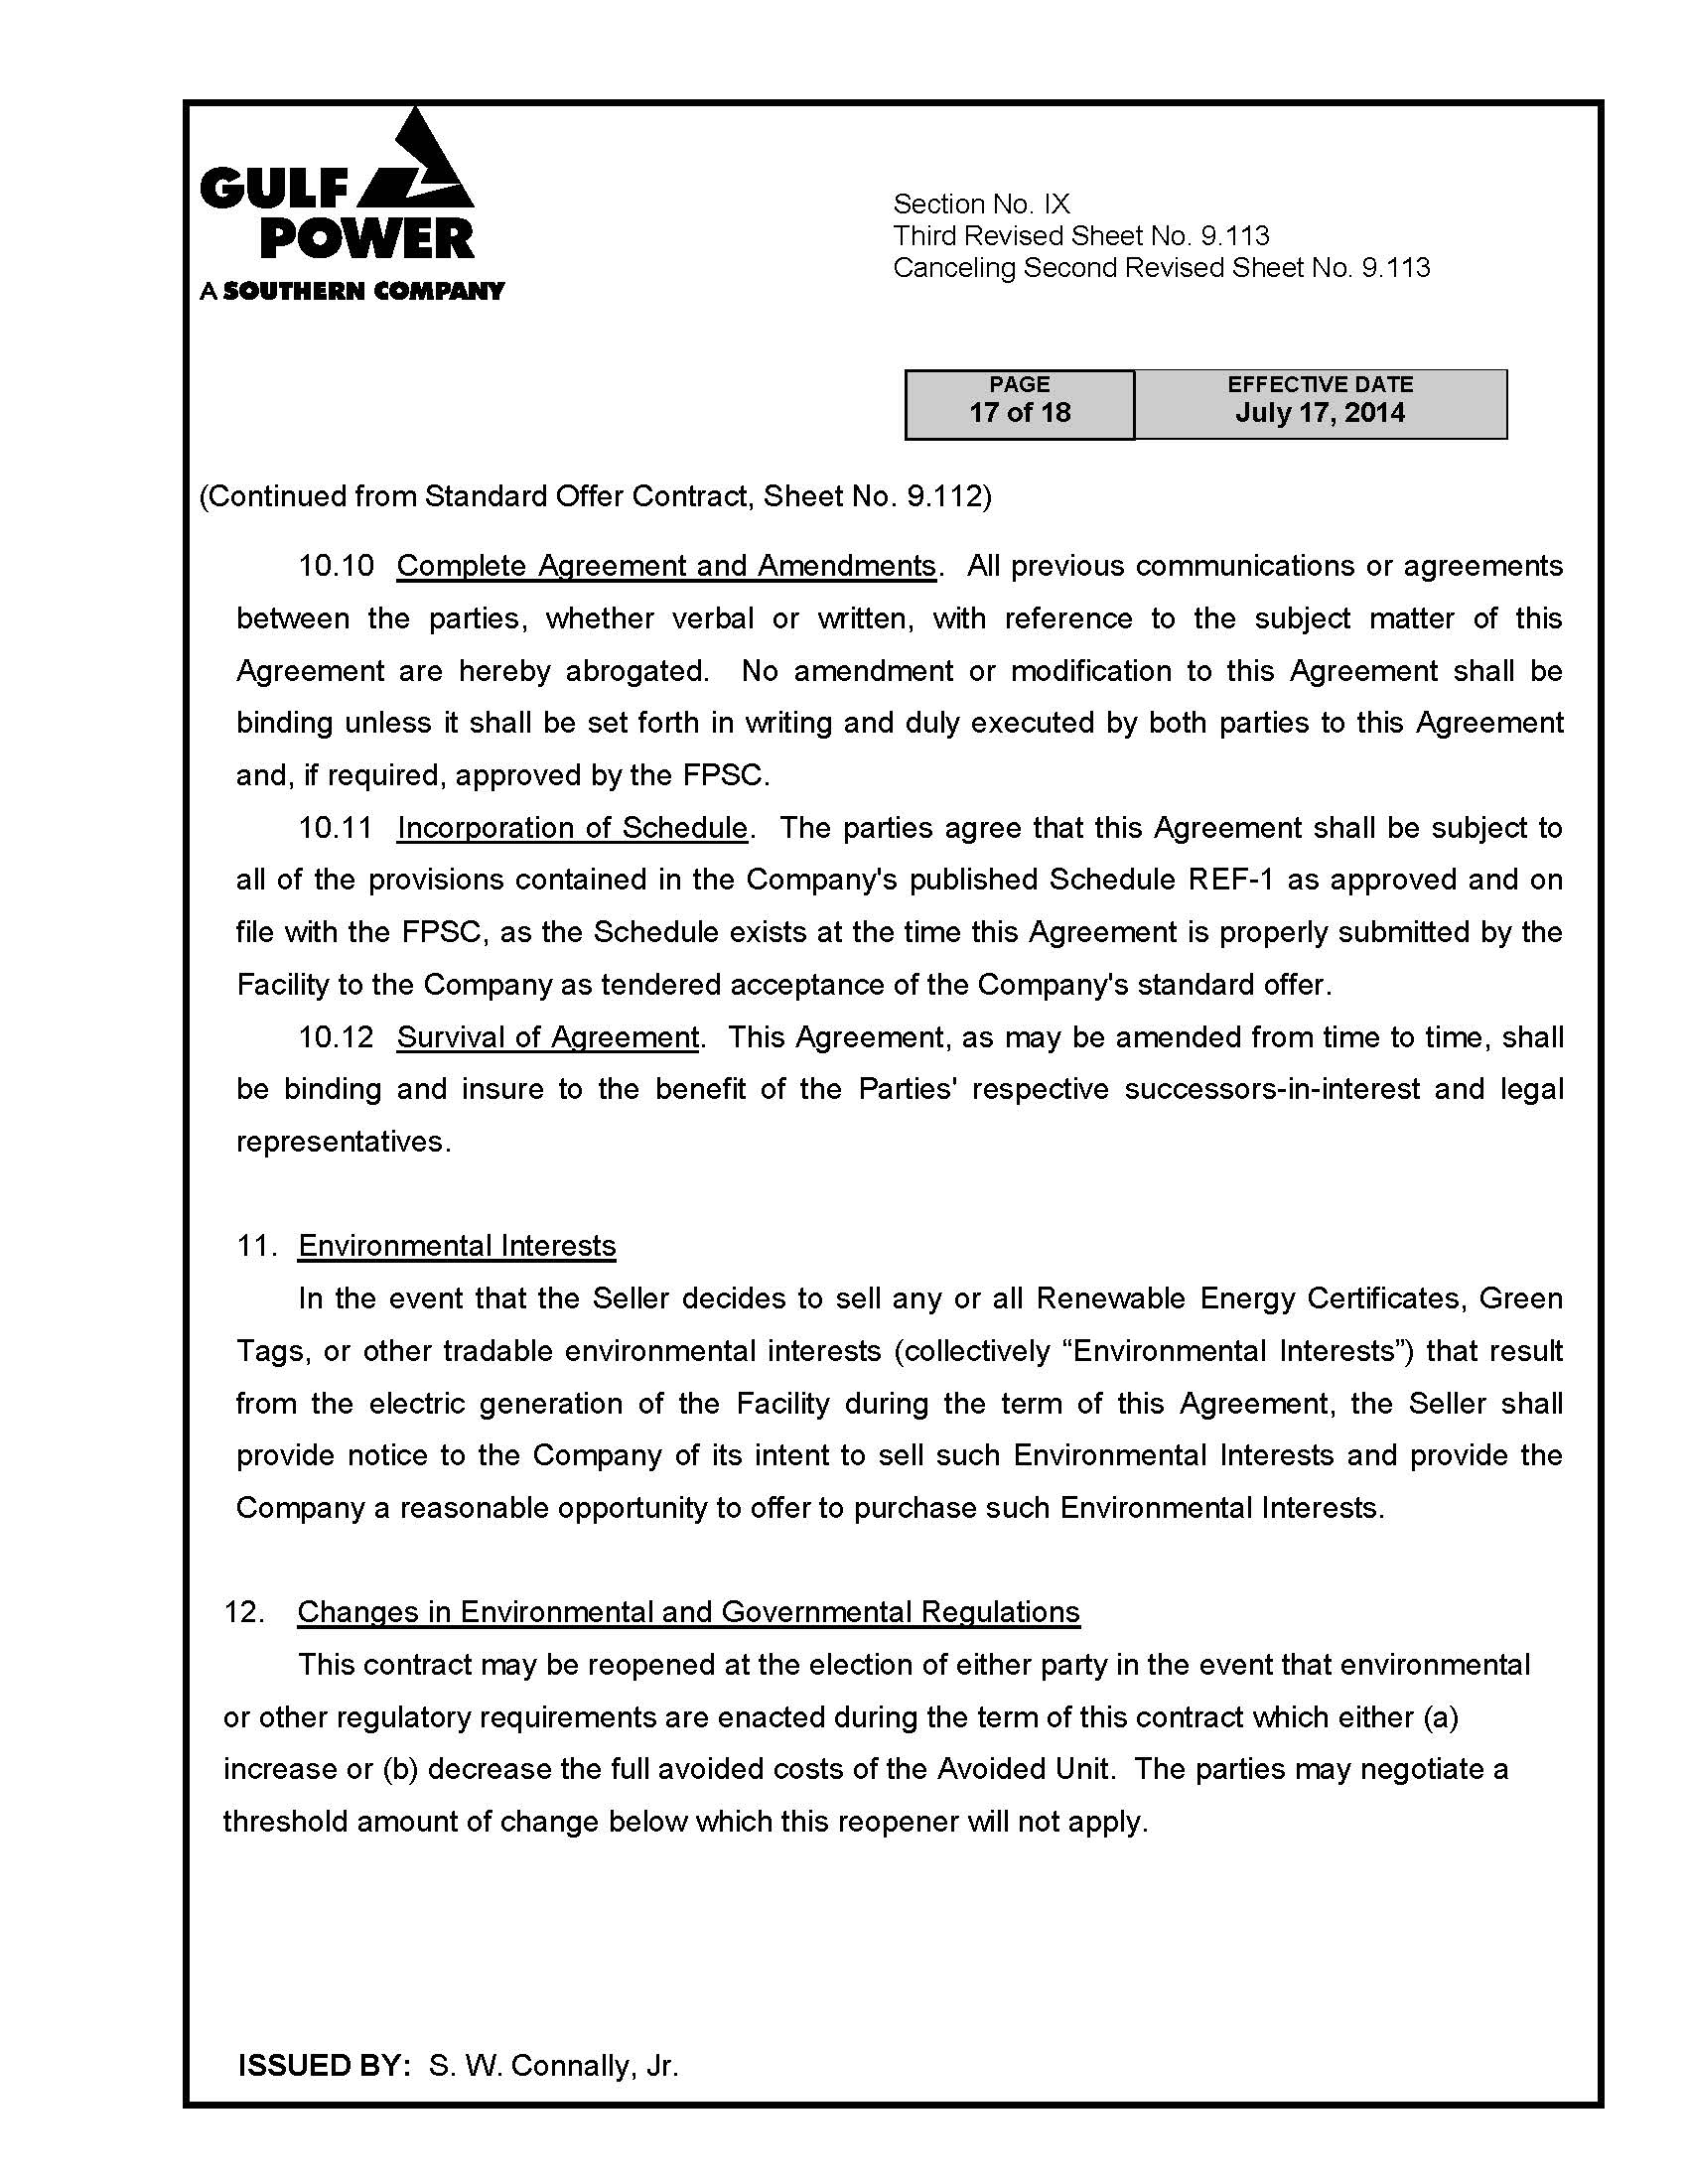 GULF
POWER
A SOUTHERN COMPANY
Section No. IX
Third Revised Sheet No. 9.113
Canceling Second Revised Sheet No. 9.113
PAGE
17 of 18
EFFECTIVE DATE
July 17, 2014
(Continued from Standard Offer Contract, Sheet No. 9.112)
10.10 Complete Agreement and Amendments. All previous communications or agreements
between the parties, whether verbal or written, with reference to the subject matter of this
Agreement are hereby abrogated. No amendment or modification to this Agreement shall be
binding unless it shall be set forth in writing and duly executed by both parties to this Agreement
and, if required, approved by the FPSC.
10.11 Incorporation of Schedule. The parties agree that this Agreement shall be subject to
all of the provisions contained in the Company's published Schedule REF-1 as approved and on
file with the FPSC, as the Schedule exists at the time this Agreement is properly submitted by the
Facility to the Company as tendered acceptance of the Company's standard offer.
10.12 Survival of Agreement. This Agreement, as may be amended from time to time, shall
be binding and insure to the benefit of the Parties' respective successors-in-interest and legal
representatives.
11. Environmental Interests
In the event that the Seller decides to sell any or all Renewable Energy Certificates, Green
Tags, or other tradable environmental interests (collectively “Environmental Interests”) that result
from the electric generation of the Facility during the term of this Agreement, the Seller shall
provide notice to the Company of its intent to sell such Environmental Interests and provide the
Company a reasonable opportunity to offer to purchase such Environmental Interests.
12. Changes in Environmental and Governmental Regulations
This contract may be reopened at the election of either party in the event that environmental
or other regulatory requirements are enacted during the term of this contract which either (a)
increase or (b) decrease the full avoided costs of the Avoided Unit. The parties may negotiate a
threshold amount of change below which this reopener will not apply.
ISSUED BY: S. W. Connally, Jr.